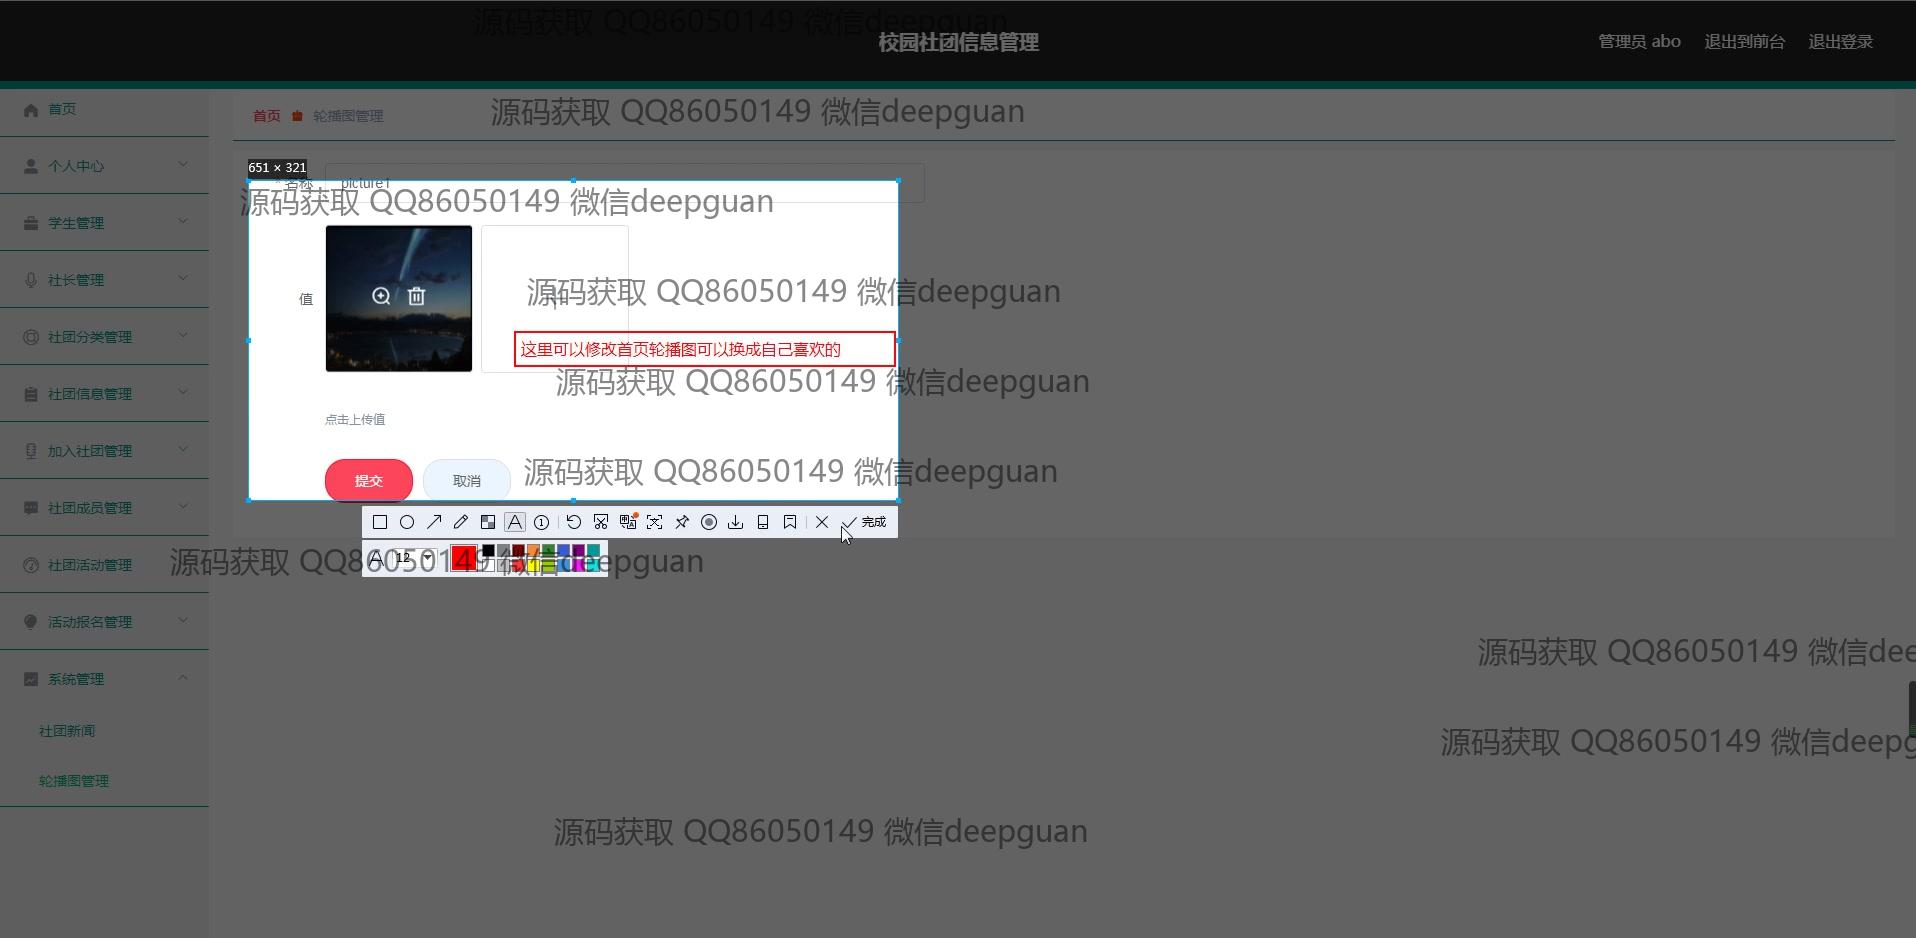 源码获取 QQ86050149 微信deepguan
校园社团信息管理
管理员 abo
退出到前台
退出登录
首页
个人中心
学生管理
社长管理
社团分类管理
社团信息管理
加入社团管理
社团成员管理
社团活动管理
活动报名管理
系统管理
社团新闻
轮播图管理
首页 轮播图管理
源码获取 QQ86050149 微信deepguan
651 × 321
* 名称 picture1
源码获取 QQ86050149 微信deepguan
值
源码获取 QQ86050149 微信deepguan
这里可以修改首页轮播图可以换成自己喜欢的
源码获取 QQ86050149 微信deepguan
点击上传值
提交
取消
源码获取 QQ86050149 微信deepguan
完成
A 12
源码获取 QQ86050149 微信deepguan
源码获取 QQ86050149 微信dee
源码获取 QQ86050149 微信deepg
源码获取 QQ86050149 微信deepguan